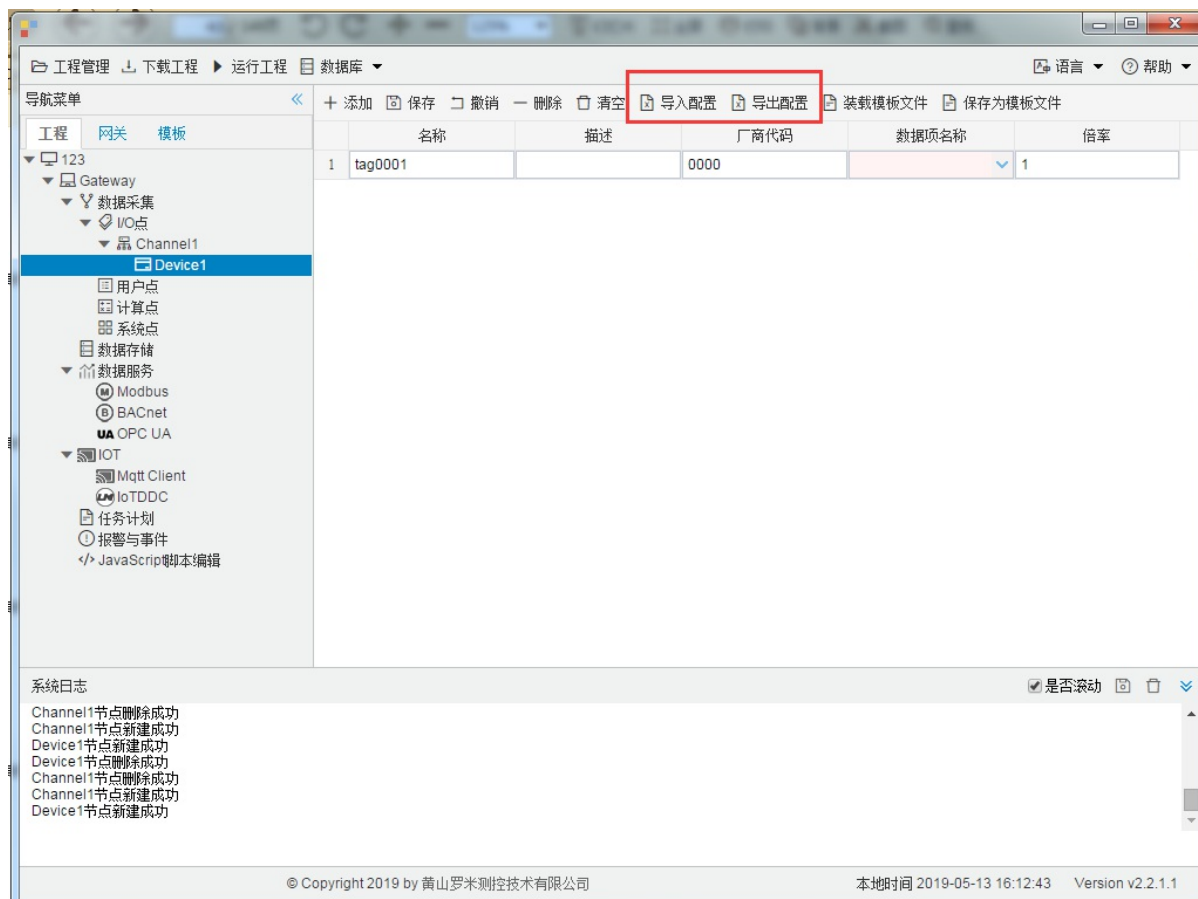 工程管理 下载工程 运行工程 数据库 语言 帮助
导航菜单
添加 保存 撤销 删除 清空 导入配置 导出配置 装载模板文件 保存为模板文件
工程 网关 模板
名称 描述 厂商代码 数据项名称 倍率
1 tag0001 0000 1
123
Gateway
数据采集
I/O点
Channel1
Device1
用户点
计算点
系统点
数据存储
数据服务
M Modbus
B BACnet
UA OPC UA
IOT
Mqtt Client
IoTDDC
任务计划
报警与事件
</> JavaScript脚本编辑
系统日志 是否滚动
Channel1节点删除成功
Channel1节点新建成功
Device1节点新建成功
Device1节点删除成功
Channel1节点删除成功
Channel1节点新建成功
Device1节点新建成功
© Copyright 2019 by 黄山罗米测控技术有限公司 本地时间 2019-05-13 16:12:43 Version v2.2.1.1